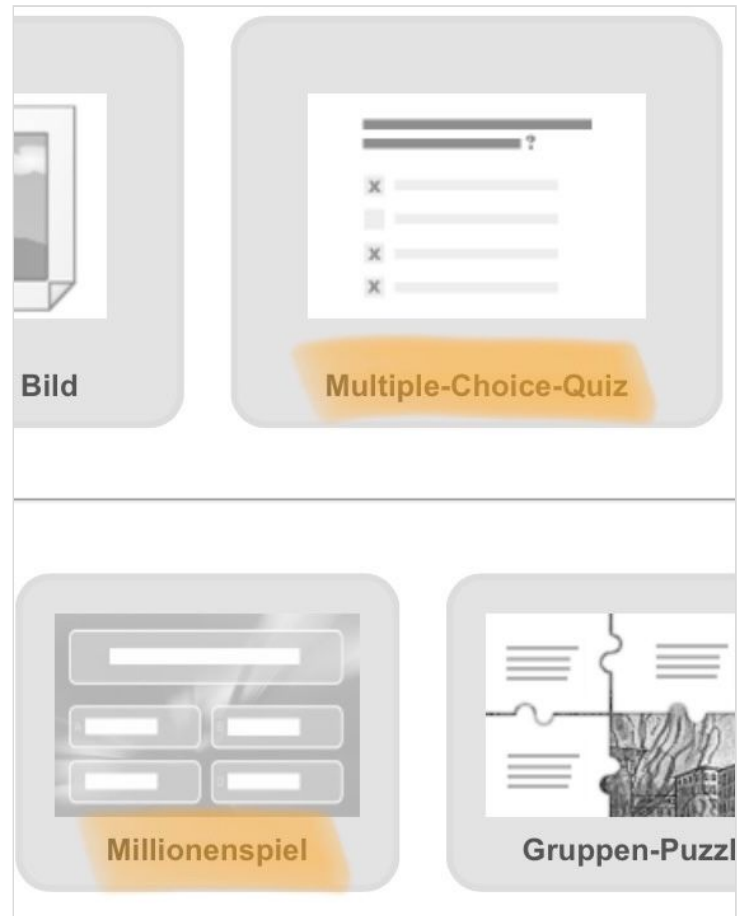 ?
X
X
X
Bild
Multiple-Choice-Quiz
A
B
D
Millionenspiel
Gruppen-Puzzl